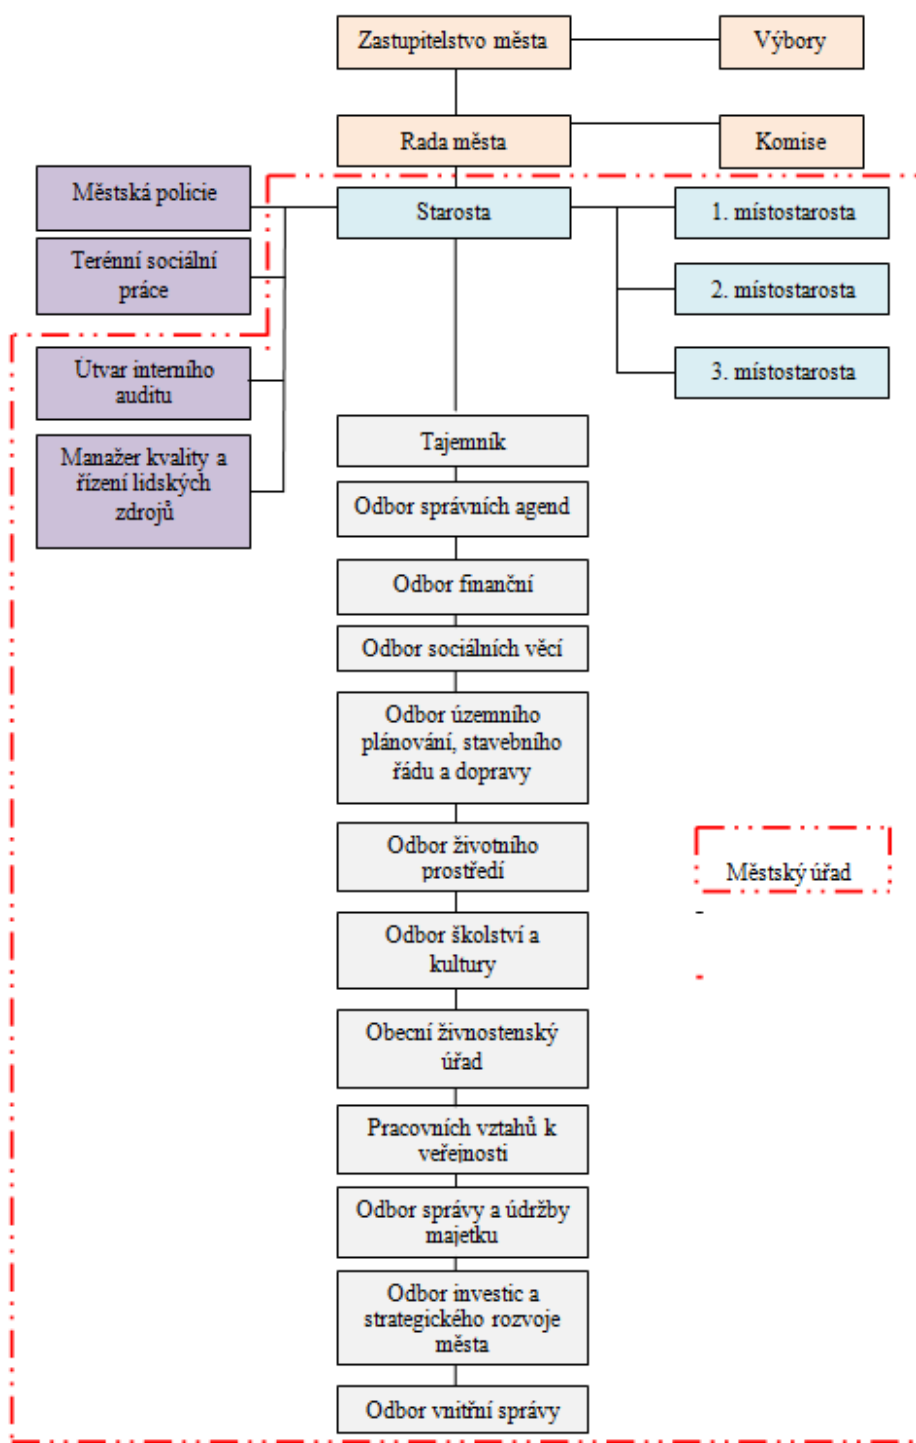 Zastupitelstvo města
Výbory
Rada města
Komise
Městská policie
Starosta
1. místostarosta
Terénní sociální
práce
2. místostarosta
Útvar interního
auditu
3. místostarosta
Manažer kvality a
řízení lidských
zdrojů
Tajemník
Odbor správních agend
Odbor finanční
Odbor sociálních věcí
Odbor územního
plánování, stavebního
řádu a dopravy
Odbor životního
prostředí
Městský úřad
Odbor školství a
kultury
Obecní živnostenský
úřad
Pracovních vztahů k
veřejnosti
Odbor správy a údržby
majetku
Odbor investic a
strategického rozvoje
města
Odbor vnitřní správy